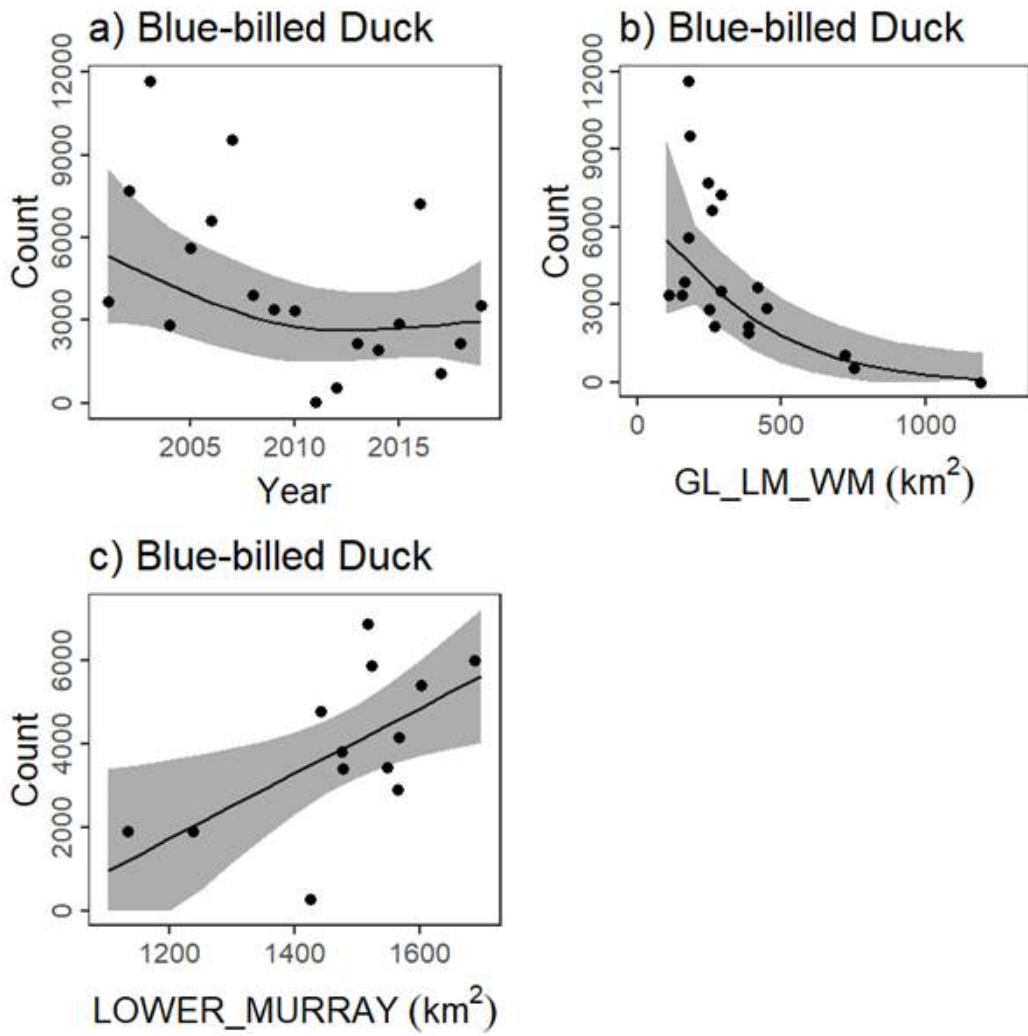 a) Blue-billed Duck
12000
9000
6000
3000
0
Count
2005 2010 2015
Year
b) Blue-billed Duck
12000
9000
6000
3000
0
Count
0 500 1000
GL_LM_WM (km²)
c) Blue-billed Duck
6000
4000
2000
0
Count
1200 1400 1600
LOWER_MURRAY (km²)